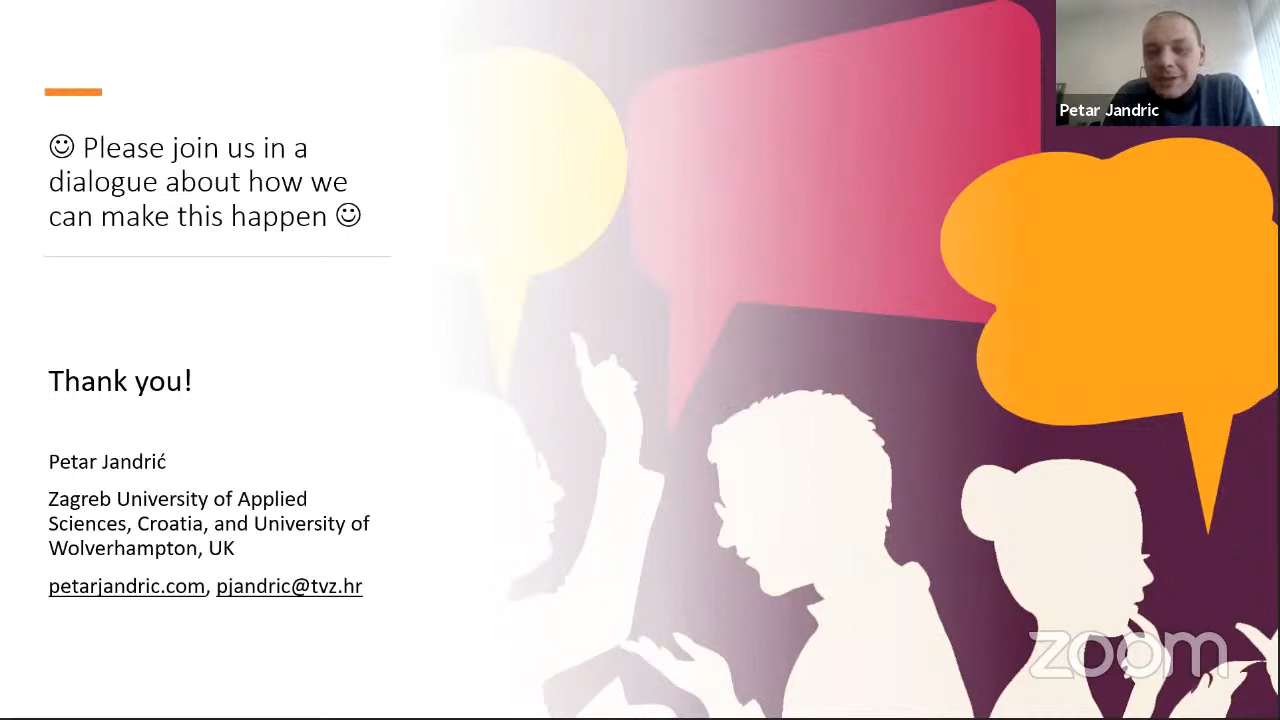 ☺ Please join us in a
dialogue about how we
can make this happen ☺
Thank you!
Petar Jandrić
Zagreb University of Applied
Sciences, Croatia, and University of
Wolverhampton, UK
petarjandric.com, pjandric@tvz.hr
Petar Jandric
zoom